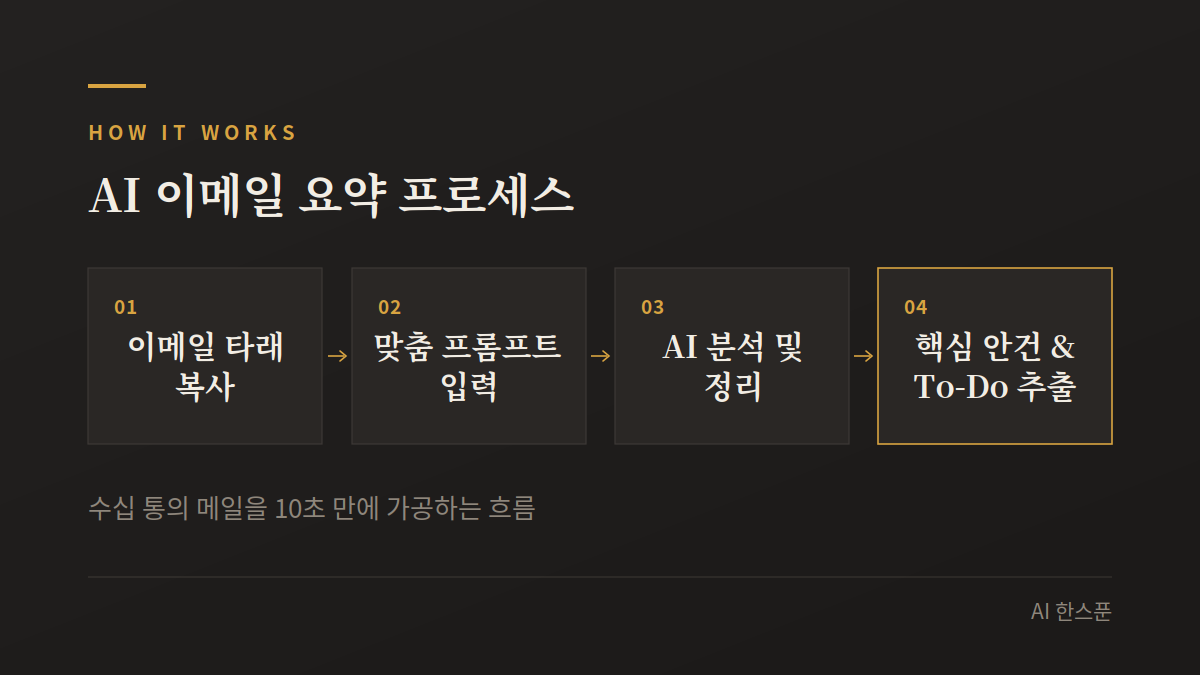 HOW IT WORKS
AI 이메일 요약 프로세스
01
이메일 타래
복사
→
02
맞춤 프롬프트
입력
→
03
AI 분석 및
정리
→
04
핵심 안건 &
To-Do 추출
수십 통의 메일을 10초 만에 가공하는 흐름
AI 한스푼